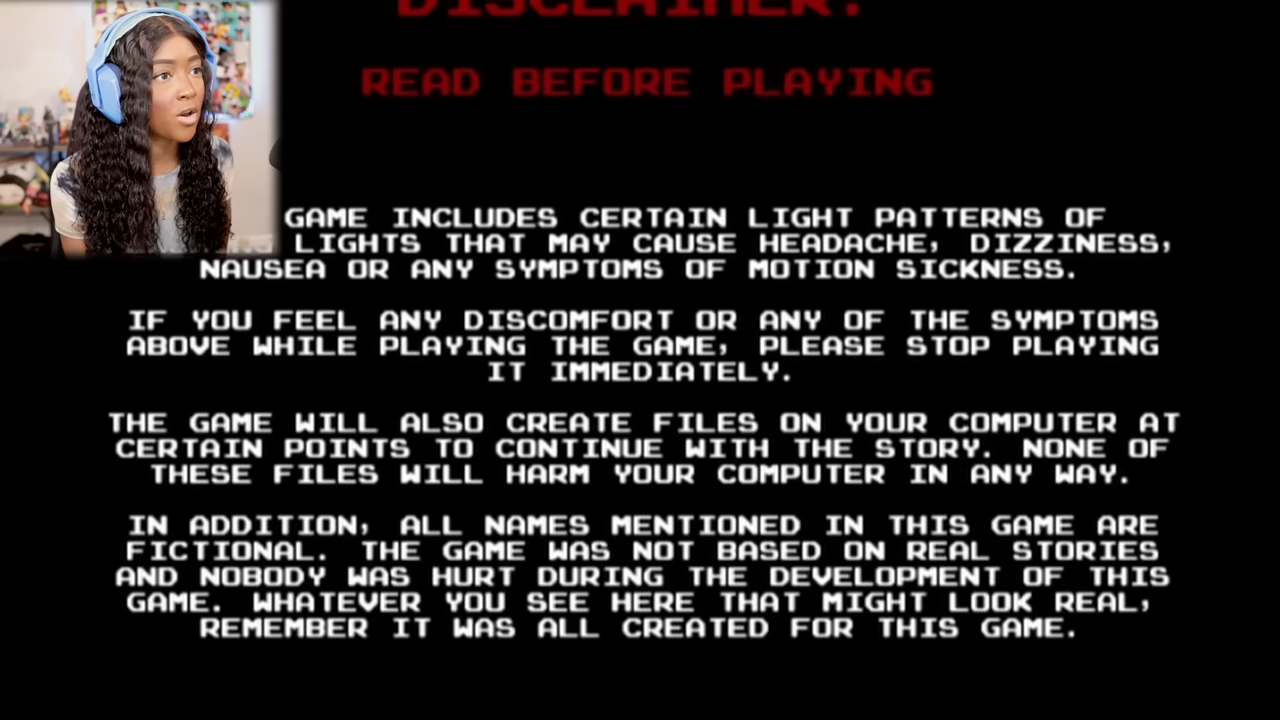 DISCLAIMER:
READ BEFORE PLAYING
GAME INCLUDES CERTAIN LIGHT PATTERNS OF
LIGHTS THAT MAY CAUSE HEADACHE, DIZZINESS,
NAUSEA OR ANY SYMPTOMS OF MOTION SICKNESS.
IF YOU FEEL ANY DISCOMFORT OR ANY OF THE SYMPTOMS
ABOVE WHILE PLAYING THE GAME, PLEASE STOP PLAYING
IT IMMEDIATELY.
THE GAME WILL ALSO CREATE FILES ON YOUR COMPUTER AT
CERTAIN POINTS TO CONTINUE WITH THE STORY. NONE OF
THESE FILES WILL HARM YOUR COMPUTER IN ANY WAY.
IN ADDITION, ALL NAMES MENTIONED IN THIS GAME ARE
FICTIONAL. THE GAME WAS NOT BASED ON REAL STORIES
AND NOBODY WAS HURT DURING THE DEVELOPMENT OF THIS
GAME. WHATEVER YOU SEE HERE THAT MIGHT LOOK REAL,
REMEMBER IT WAS ALL CREATED FOR THIS GAME.